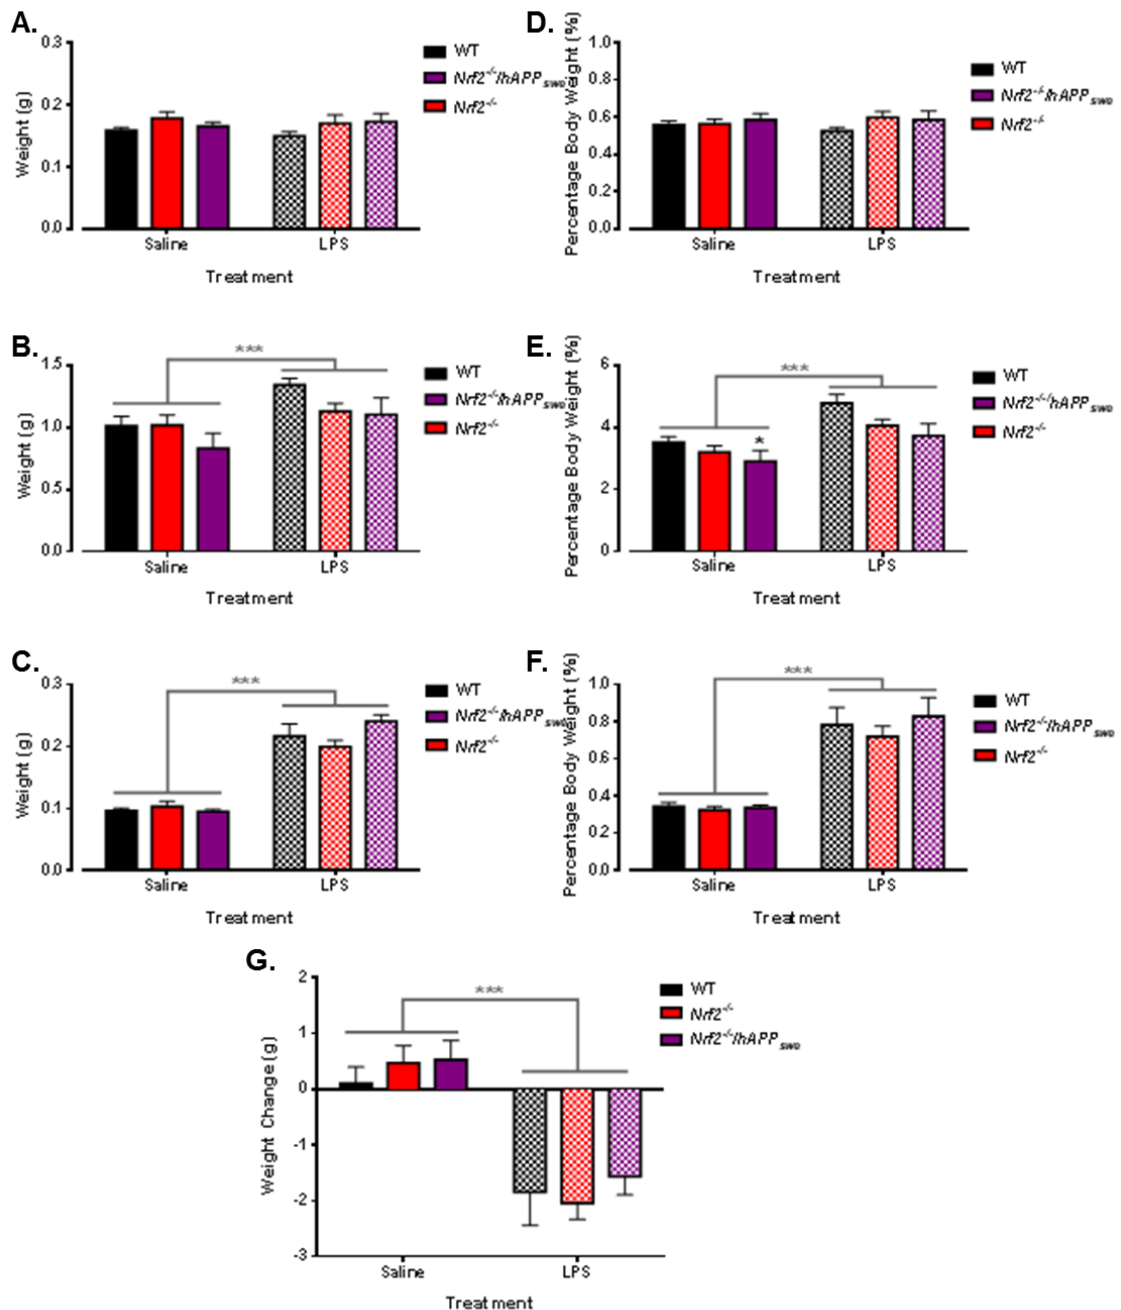 A.
Weight (g)
0.3
0.2
0.1
0.0
Saline
LPS
Treatment
WT
Nrf2-/-/hAPPswe
Nrf2-/-
D.
Percentage Body Weight (%)
1.0
0.8
0.6
0.4
0.2
0.0
Saline
LPS
Treatment
WT
Nrf2-/-/hAPPswe
Nrf2-/-
B.
Weight (g)
1.5
1.0
0.5
0.0
***
Saline
LPS
Treatment
WT
Nrf2-/-/hAPPswe
Nrf2-/-
E.
Percentage Body Weight (%)
6
4
2
0
***
*
Saline
LPS
Treatment
WT
Nrf2-/-/hAPPswe
Nrf2-/-
C.
Weight (g)
0.3
0.2
0.1
0.0
***
Saline
LPS
Treatment
WT
Nrf2-/-/hAPPswe
Nrf2-/-
F.
Percentage Body Weight (%)
1.0
0.8
0.6
0.4
0.2
0.0
***
Saline
LPS
Treatment
WT
Nrf2-/-/hAPPswe
Nrf2-/-
G.
Weight Change (g)
2
1
0
-1
-2
-3
***
Saline
LPS
Treatment
WT
Nrf2-/-
Nrf2-/-/hAPPswe